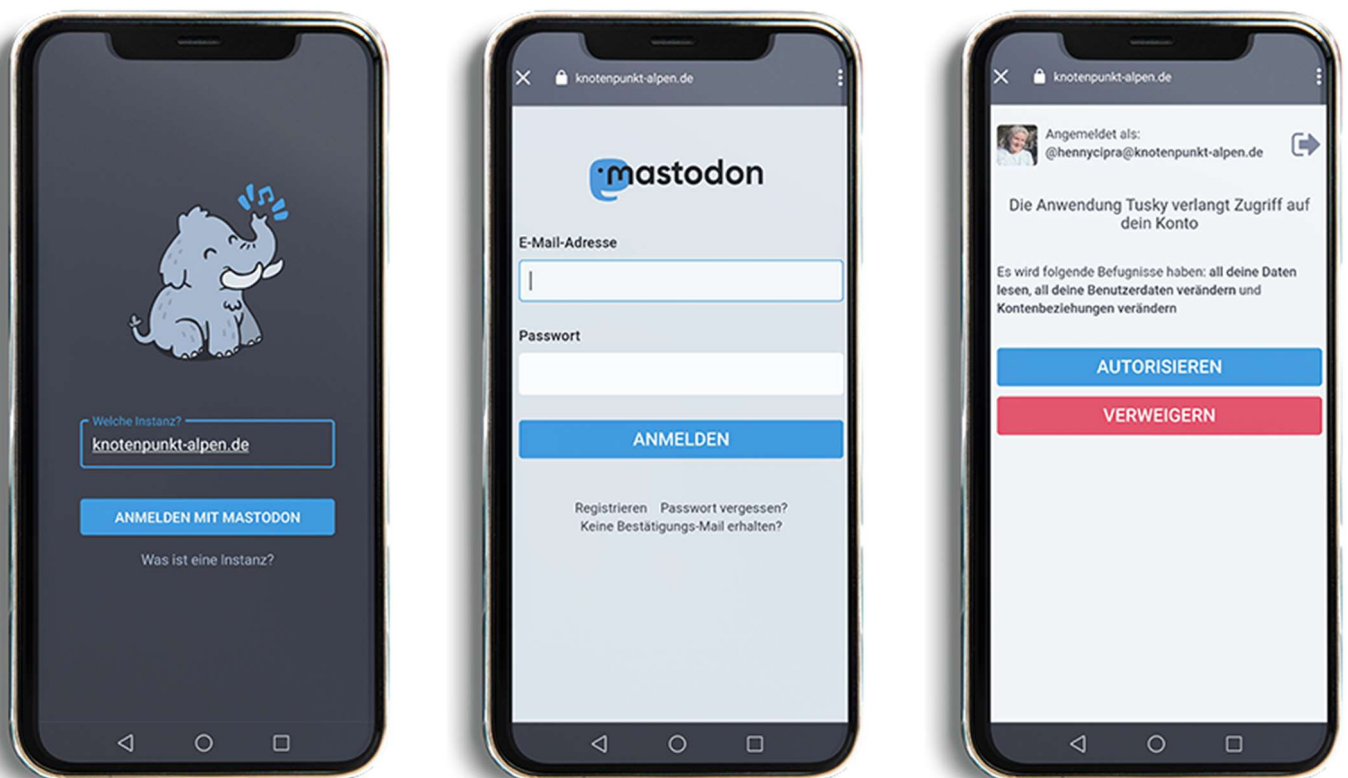 Welche Instanz?
knotenpunkt-alpen.de
ANMELDEN MIT MASTODON
Was ist eine Instanz?
knotenpunkt-alpen.de
mastodon
E-Mail-Adresse
Passwort
ANMELDEN
Registrieren Passwort vergessen?
Keine Bestätigungs-Mail erhalten?
knotenpunkt-alpen.de
Angemeldet als:
@hennycipra@knotenpunkt-alpen.de
Die Anwendung Tusky verlangt Zugriff auf
dein Konto
Es wird folgende Befugnisse haben: all deine Daten
lesen, all deine Benutzerdaten verändern und
Kontenbeziehungen verändern
AUTORISIEREN
VERWEIGERN